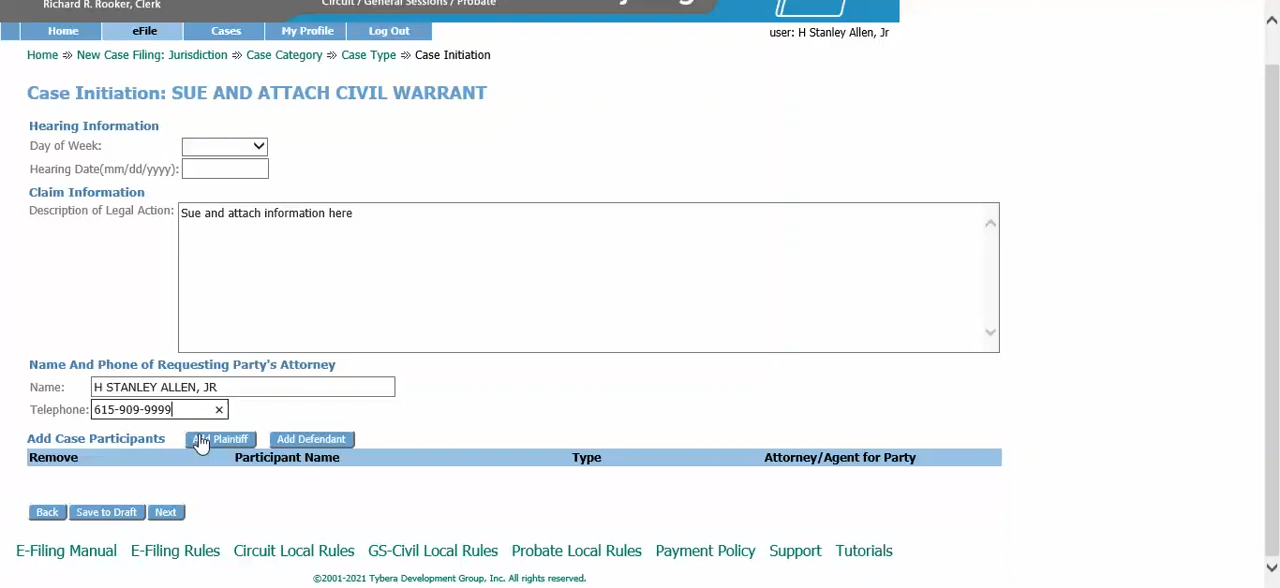 Richard R. Rooker, Clerk
Circuit / General Sessions / Probate
Home eFile Cases My Profile Log Out
user: H Stanley Allen, Jr
Home ⇒ New Case Filing: Jurisdiction ⇒ Case Category ⇒ Case Type ⇒ Case Initiation
Case Initiation: SUE AND ATTACH CIVIL WARRANT
Hearing Information
Day of Week:
Hearing Date(mm/dd/yyyy):
Claim Information
Description of Legal Action: Sue and attach information here
Name And Phone of Requesting Party's Attorney
Name: H STANLEY ALLEN, JR
Telephone: 615-909-9999 ×
Add Case Participants Add Plaintiff Add Defendant
Remove Participant Name Type Attorney/Agent for Party
Back Save to Draft Next
E-Filing Manual E-Filing Rules Circuit Local Rules GS-Civil Local Rules Probate Local Rules Payment Policy Support Tutorials
©2001-2021 Tybera Development Group, Inc. All rights reserved.